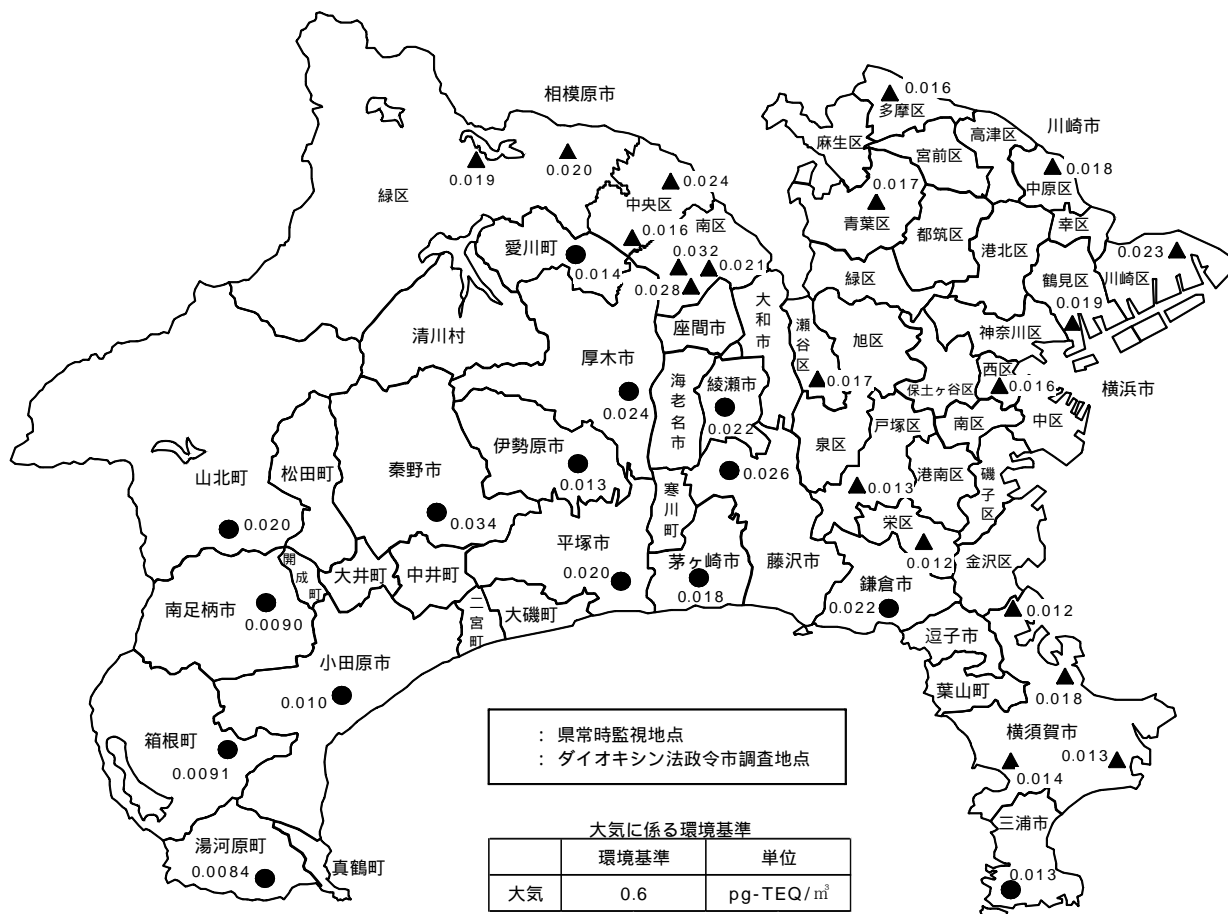 相模原市
0.016
多摩区
高津区
川崎市
麻生区
宮前区
0.018
0.019
0.020
0.024
0.017
中原区
緑区
中央区
南区
青葉区
都筑区
幸区
0.016
港北区
0.023
愛川町
0.032
0.021
緑区
鶴見区
川崎区
0.014
0.028
大和市
0.019
清川村
座間市
瀬谷区
旭区
神奈川区
厚木市
海老名市
綾瀬市
西区
0.017
保土ヶ谷区
0.016
横浜市
0.024
0.022
戸塚区
南区
中区
伊勢原市
泉区
山北町
松田町
秦野市
0.013
0.026
港南区
磯子区
0.013
寒川町
0.020
0.034
平塚市
栄区
開成町
大井町
中井町
0.020
茅ヶ崎市
藤沢市
0.012
金沢区
南足柄市
0.018
鎌倉市
0.0090
二宮町
大磯町
0.022
0.012
逗子市
小田原市
葉山町
0.010
0.018
箱根町
: 県常時監視地点
横須賀市
: ダイオキシン法政令市調査地点
0.013
0.0091
0.014
三浦市
大気に係る環境基準
湯河原町
環境基準 単位
真鶴町
0.0084
大気 0.6 pg-TEQ/㎥
0.013